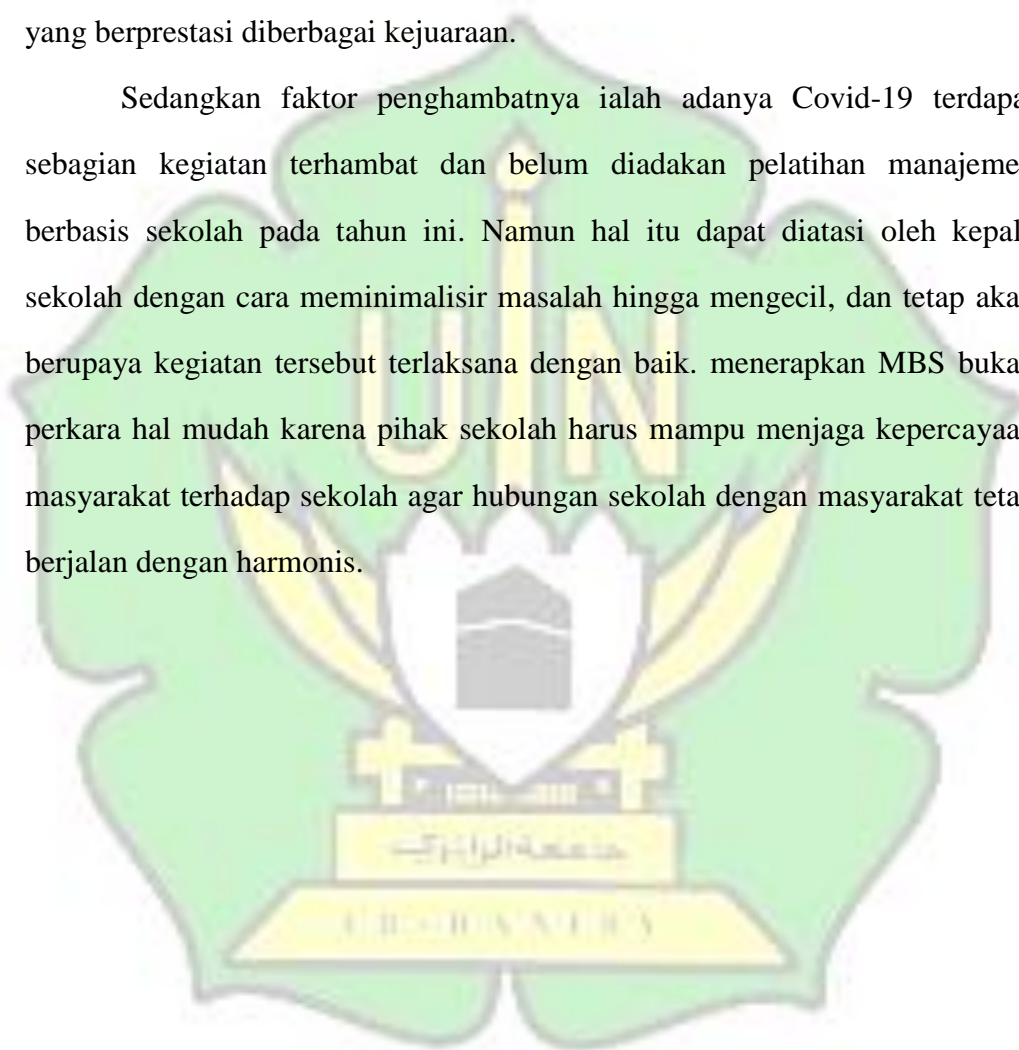 yang berprestasi diberbagai kejuaraan.
Sedangkan faktor penghambatnya ialah adanya Covid-19 terdapa
sebagian kegiatan terhambat dan belum diadakan pelatihan manajeme
berbasis sekolah pada tahun ini. Namun hal itu dapat diatasi oleh kepal
sekolah dengan cara meminimalisir masalah hingga mengecil, dan tetap aka
berupaya kegiatan tersebut terlaksana dengan baik. menerapkan MBS buka
perkara hal mudah karena pihak sekolah harus mampu menjaga kepercayaa
masyarakat terhadap sekolah agar hubungan sekolah dengan masyarakat teta
berjalan dengan harmonis.
UIN